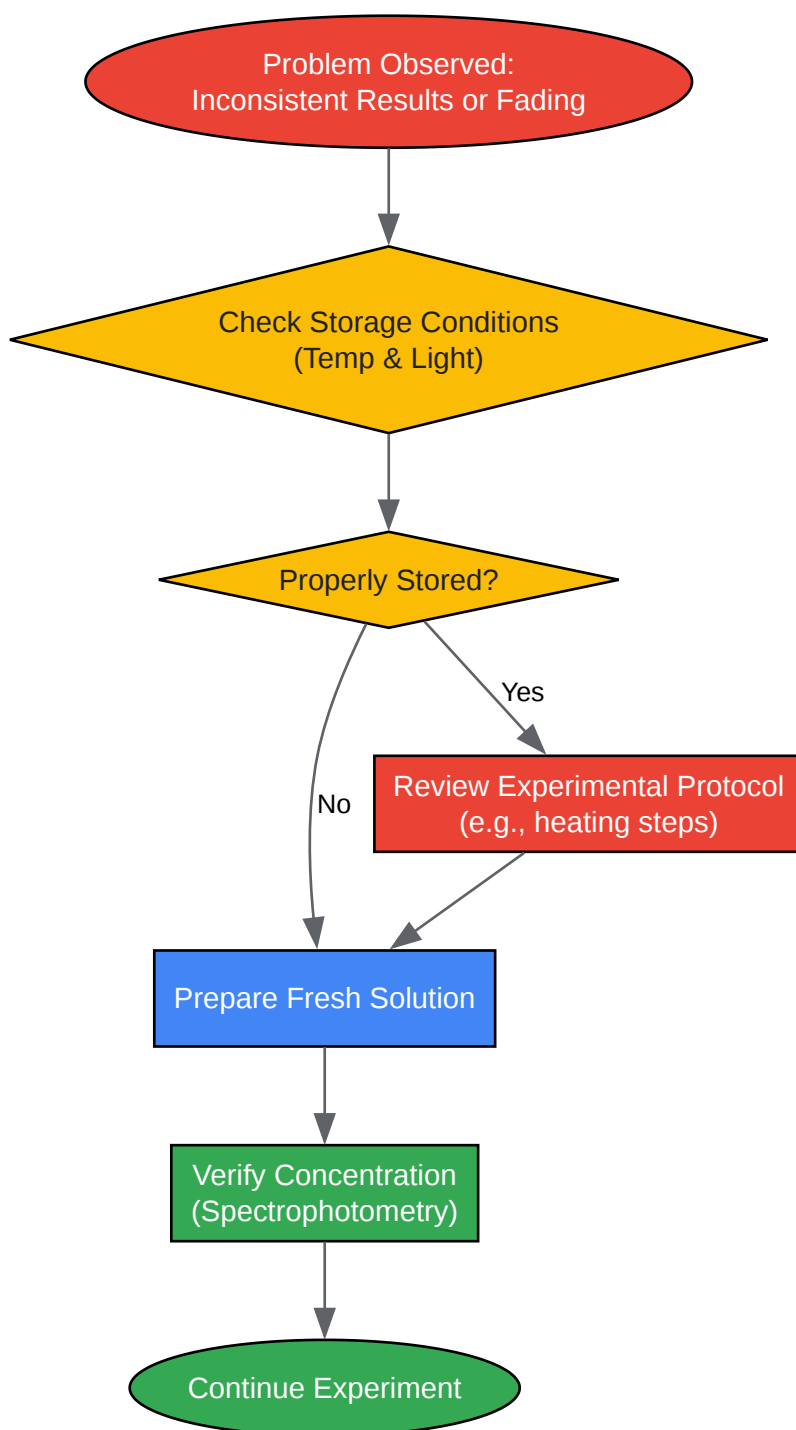 Problem Observed:
Inconsistent Results or Fading
Check Storage Conditions
(Temp & Light)
Properly Stored?
Yes
Review Experimental Protocol
(e.g., heating steps)
No
Prepare Fresh Solution
Verify Concentration
(Spectrophotometry)
Continue Experiment